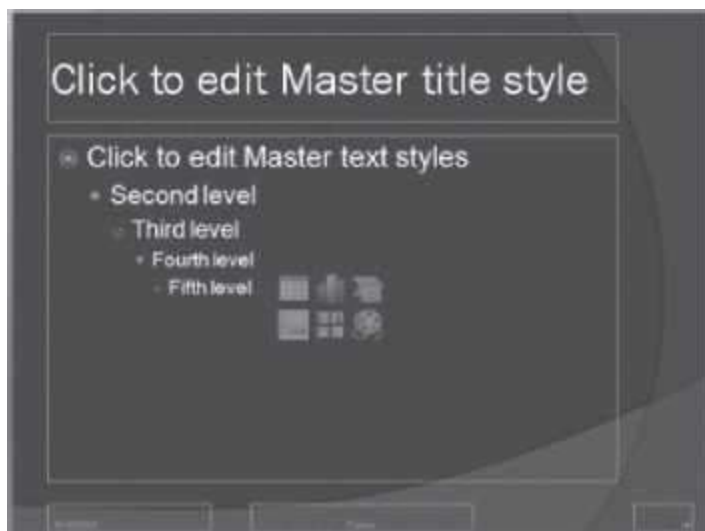 Click to edit Master title style
Click to edit Master text styles
Second level
Third level
Fourth level
Fifth level